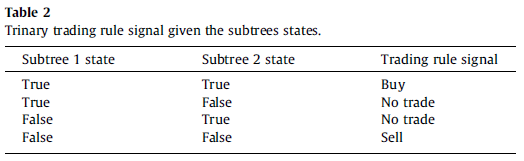 Table 2
Trinary trading rule signal given the subtrees states.
Subtree 1 state Subtree 2 state Trading rule signal
True True Buy
True False No trade
False True No trade
False False Sell